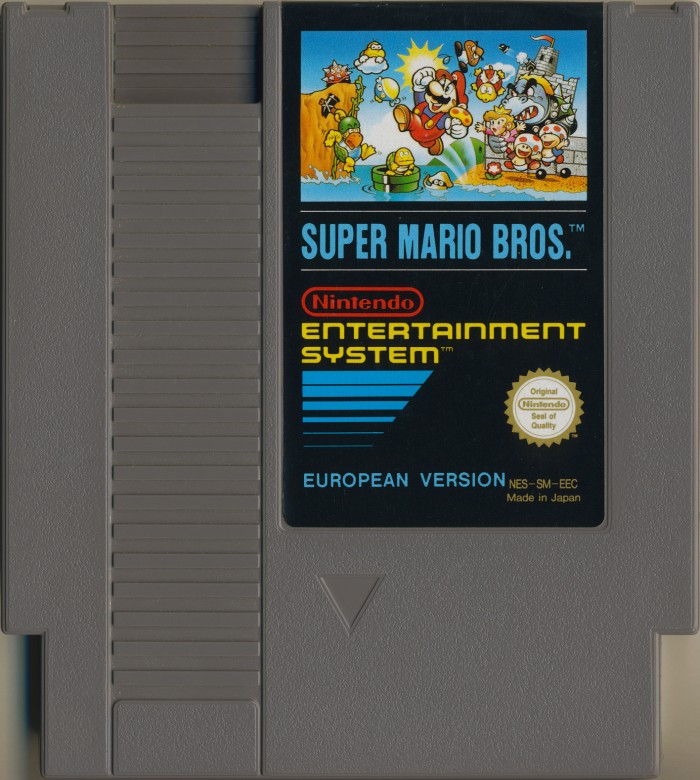 SUPER MARIO BROS.™
Nintendo
ENTERTAINMENT
SYSTEM™
Original
Nintendo
Seal of
Quality
™
EUROPEAN VERSION NES-SM-EEC
Made in Japan